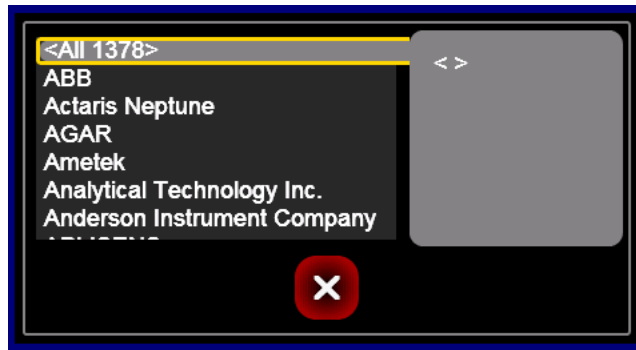 <All 1378>
< >
ABB
Actaris Neptune
AGAR
Ametek
Analytical Technology Inc.
Anderson Instrument Company